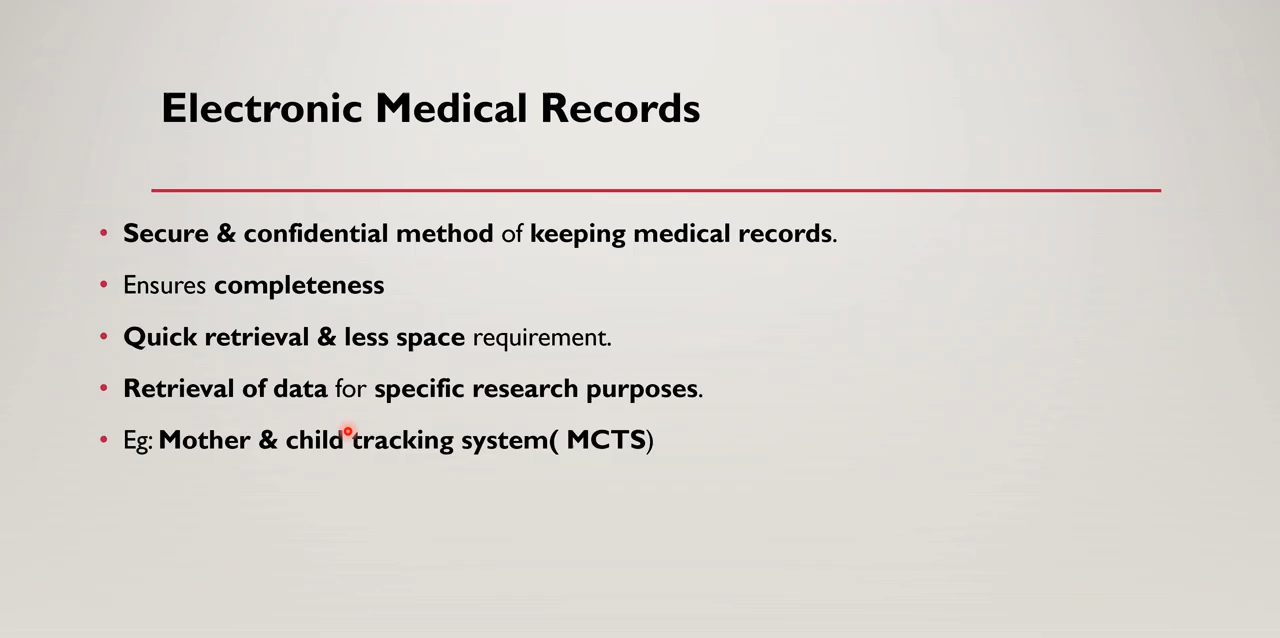 Electronic Medical Records
• Secure & confidential method of keeping medical records.
• Ensures completeness
• Quick retrieval & less space requirement.
• Retrieval of data for specific research purposes.
• Eg: Mother & child tracking system( MCTS)